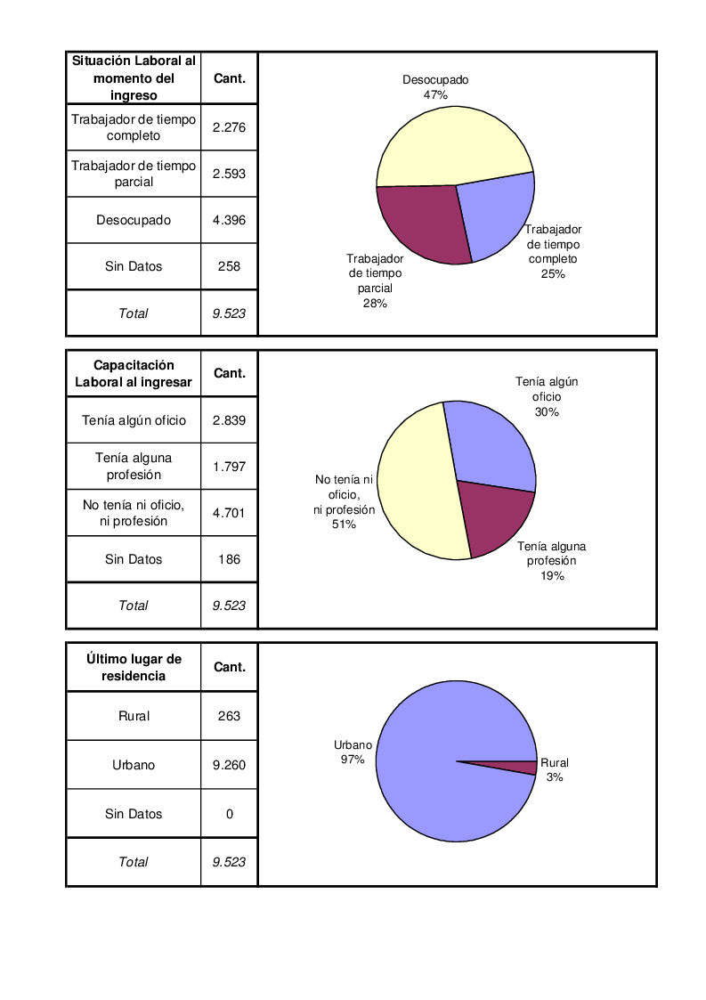 Situación Laboral al
momento del
ingreso
Cant.
Trabajador de tiempo
completo
2.276
Trabajador de tiempo
parcial
2.593
Desocupado
4.396
Sin Datos
258
Total
9.523
Desocupado
47%
Trabajador
de tiempo
completo
25%
Trabajador
de tiempo
parcial
28%
Capacitación
Laboral al ingresar
Cant.
Tenía algún oficio
2.839
Tenía alguna
profesión
1.797
No tenía ni oficio,
ni profesión
4.701
Sin Datos
186
Total
9.523
Tenía algún
oficio
30%
No tenía ni
oficio,
ni profesión
51%
Tenía alguna
profesión
19%
Último lugar de
residencia
Cant.
Rural
263
Urbano
9.260
Sin Datos
0
Total
9.523
Urbano
97%
Rural
3%